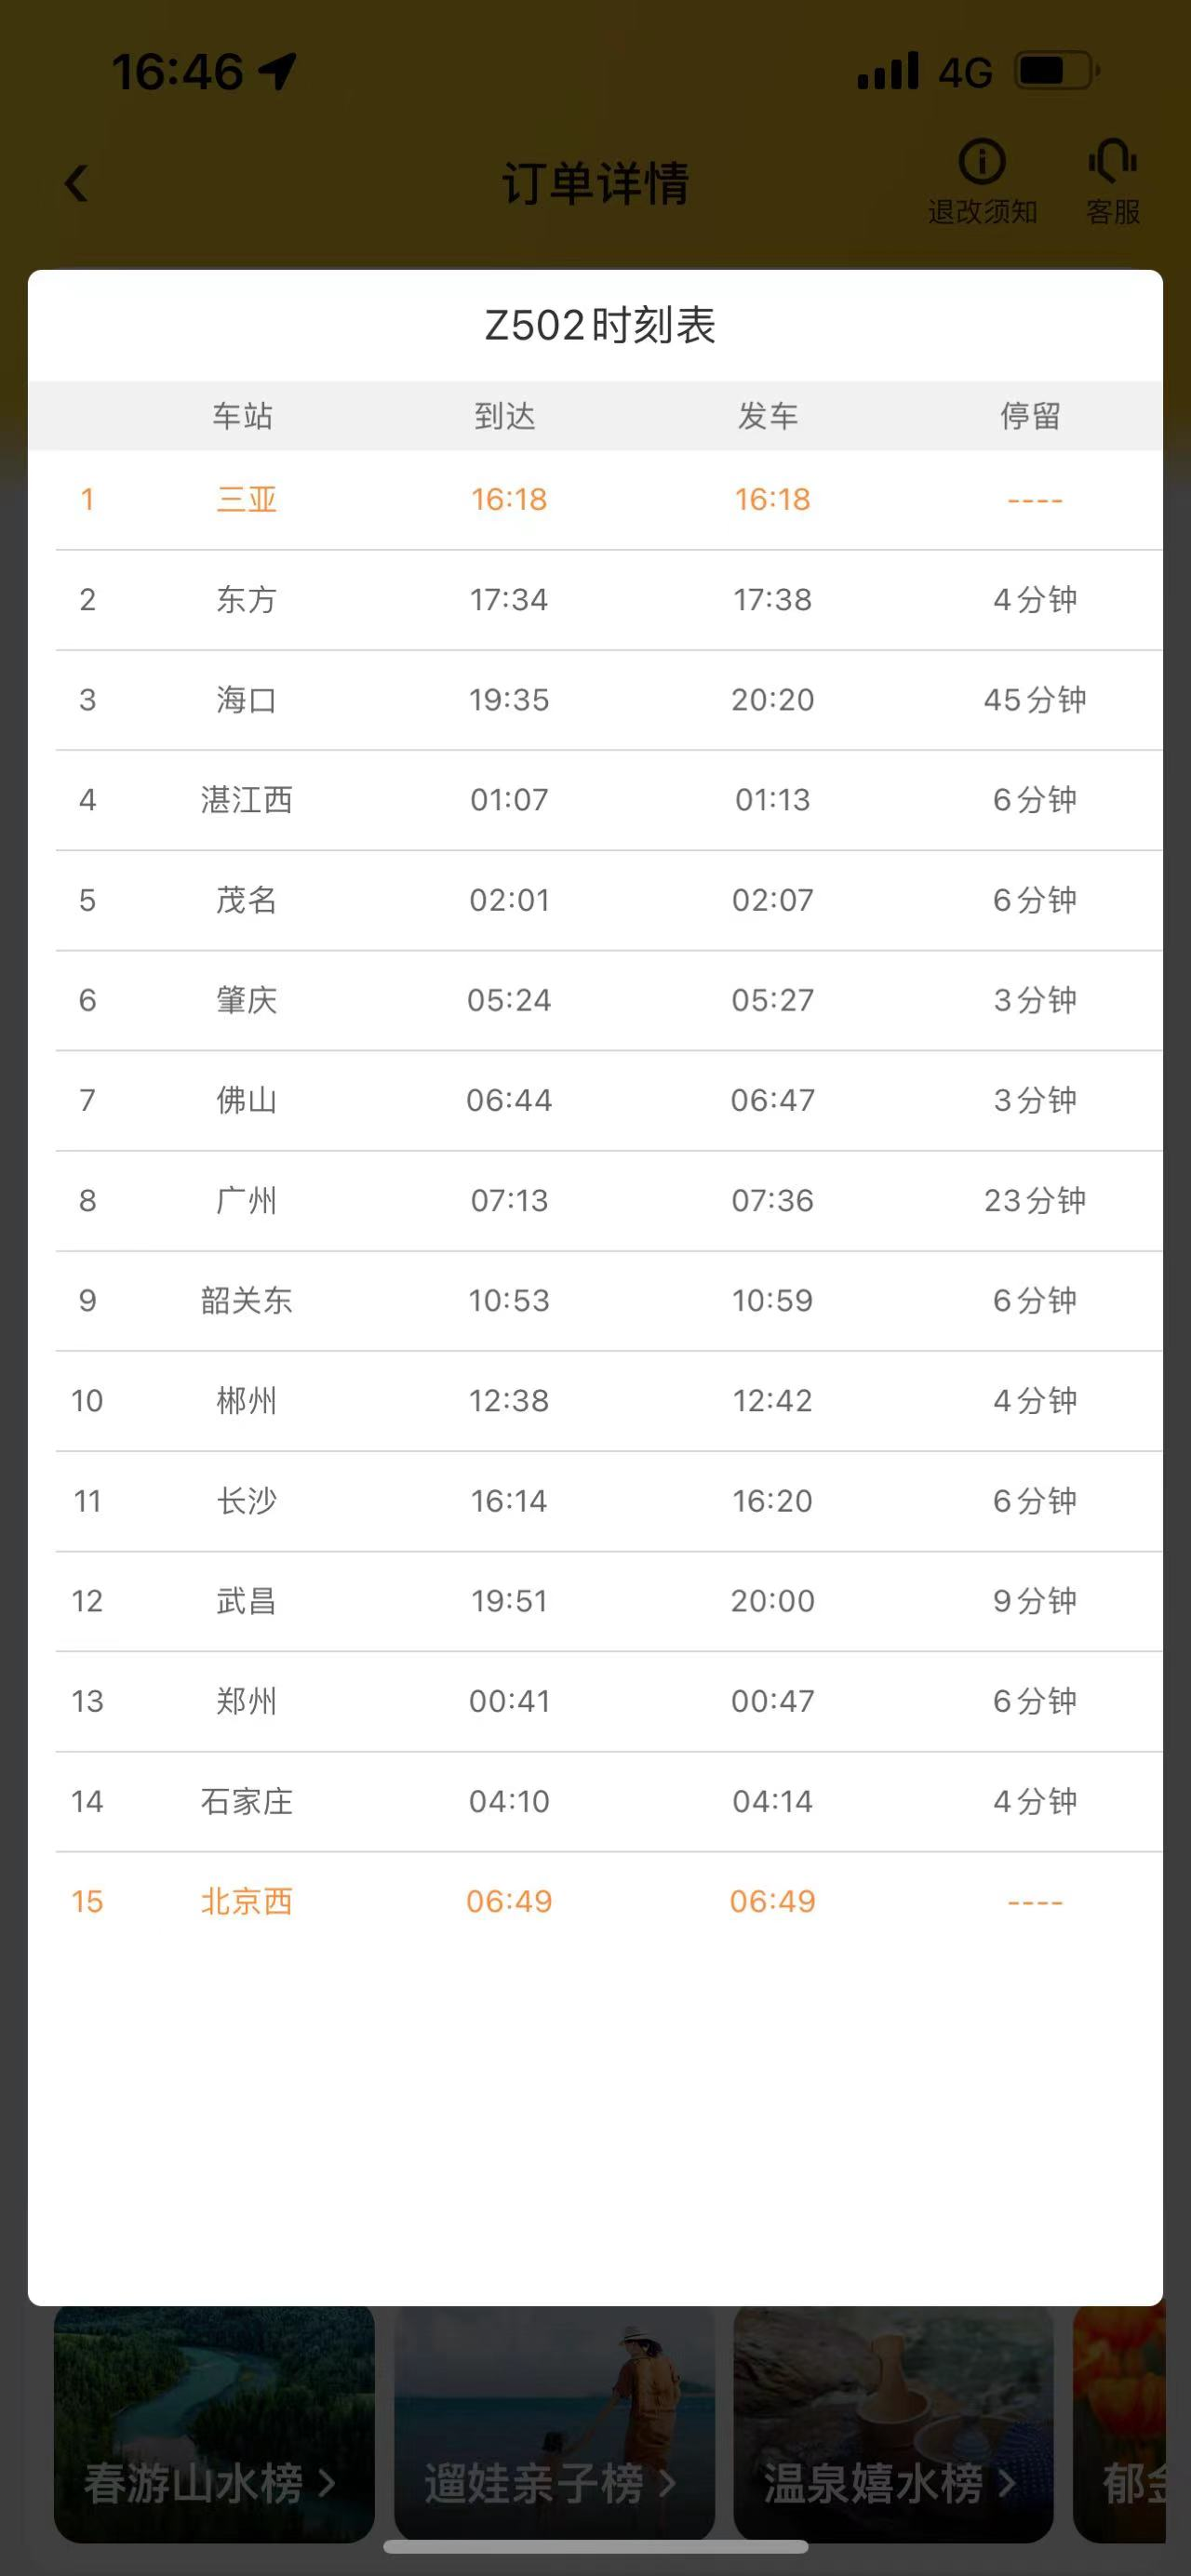 16:46 4G
订单详情
退改须知 客服
Z502时刻表
车站 到达 发车 停留
1 三亚 16:18 16:18 ----
2 东方 17:34 17:38 4分钟
3 海口 19:35 20:20 45分钟
4 湛江西 01:07 01:13 6分钟
5 茂名 02:01 02:07 6分钟
6 肇庆 05:24 05:27 3分钟
7 佛山 06:44 06:47 3分钟
8 广州 07:13 07:36 23分钟
9 韶关东 10:53 10:59 6分钟
10 郴州 12:38 12:42 4分钟
11 长沙 16:14 16:20 6分钟
12 武昌 19:51 20:00 9分钟
13 郑州 00:41 00:47 6分钟
14 石家庄 04:10 04:14 4分钟
15 北京西 06:49 06:49 ----
春游山水榜 遛娃亲子榜 温泉嬉水榜 郁